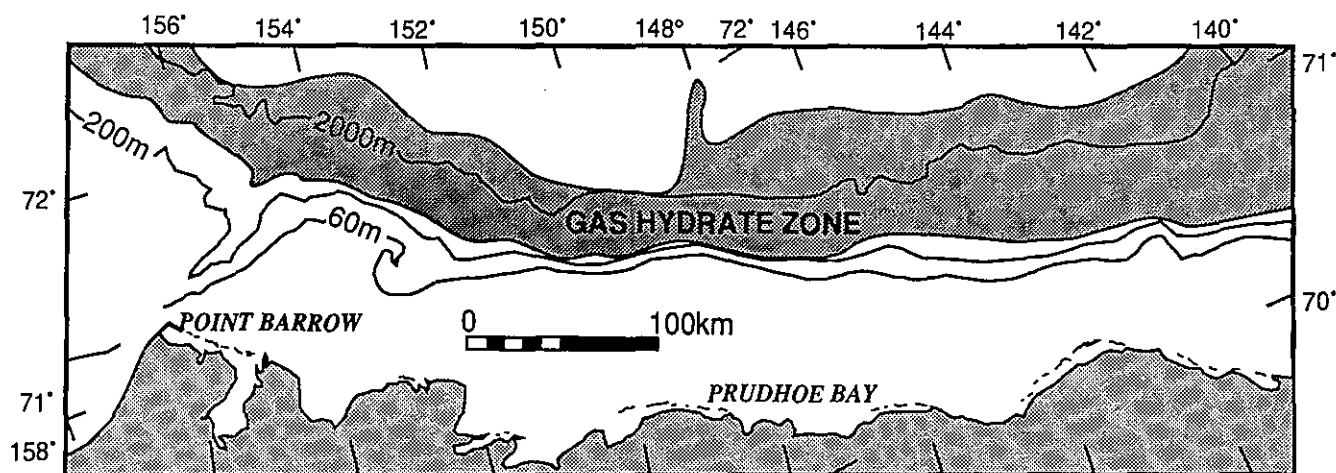 156° 154° 152° 150° 148° 72° 146° 144° 142° 140°
71°
200m
2000m
72°
GAS HYDRATE ZONE
60m
70°
POINT BARROW
0 100km
PRUDHOE BAY
71°
158°